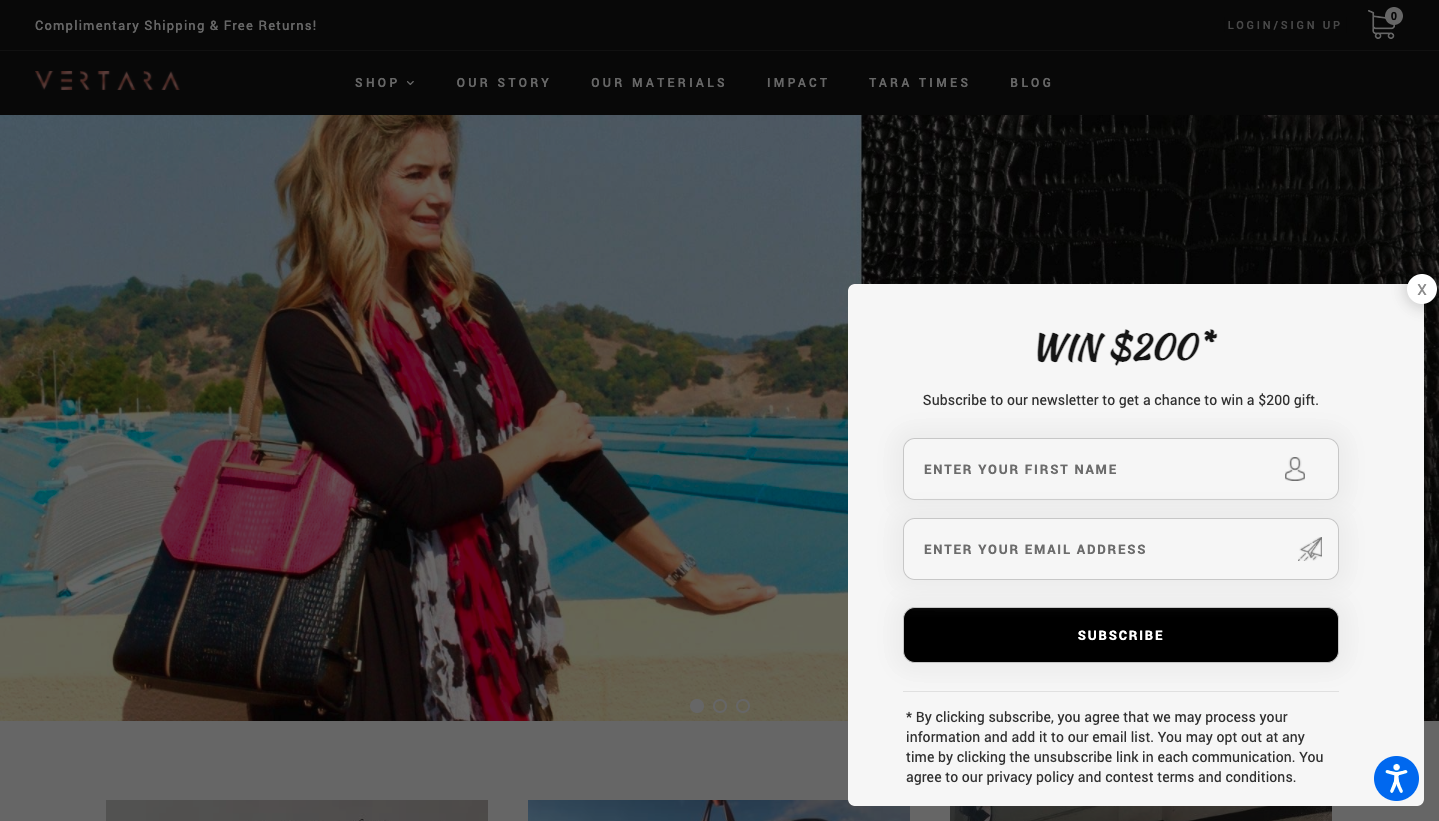 Complimentary Shipping & Free Returns!
LOGIN/SIGN UP
0
VERTARA
SHOP
OUR STORY
OUR MATERIALS
IMPACT
TARA TIMES
BLOG
X
WIN $200*
Subscribe to our newsletter to get a chance to win a $200 gift.
ENTER YOUR FIRST NAME
ENTER YOUR EMAIL ADDRESS
SUBSCRIBE
* By clicking subscribe, you agree that we may process your
information and add it to our email list. You may opt out at any
time by clicking the unsubscribe link in each communication. You
agree to our privacy policy and contest terms and conditions.